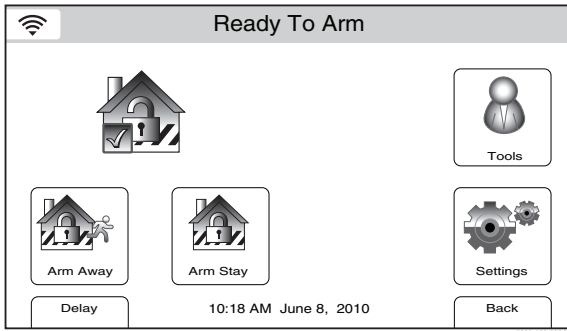 Ready To Arm
Tools
Arm Away
Arm Stay
Settings
Delay
10:18 AM June 8, 2010
Back